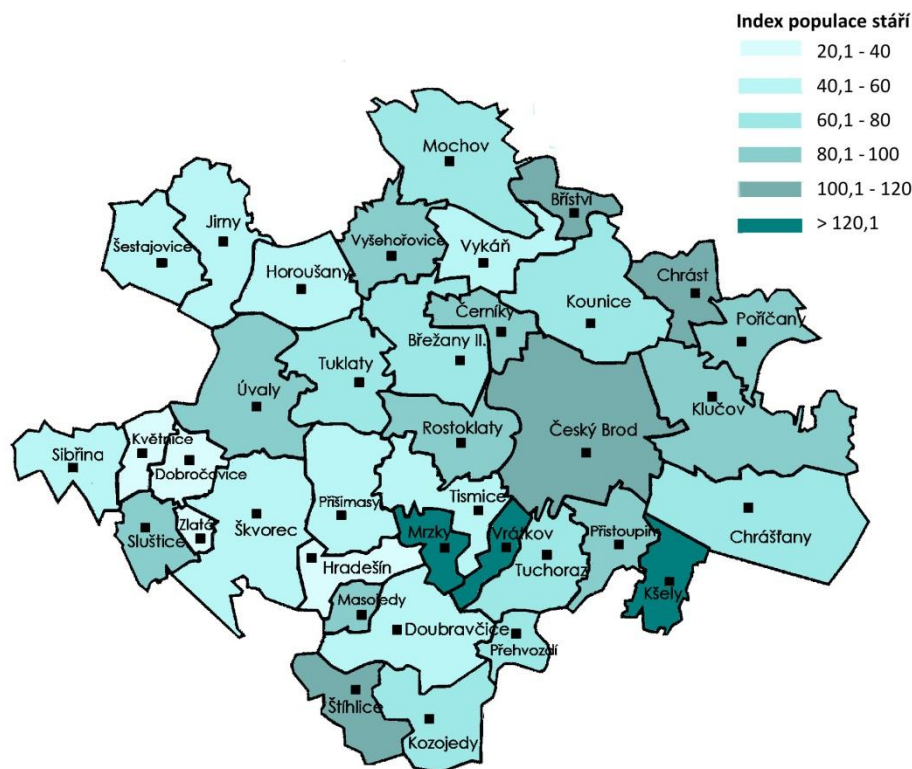 Index populace stáří
20,1 - 40
40,1 - 60
60,1 - 80
80,1 - 100
100,1 - 120
> 120,1
Mochov
Bříství
Jirny
Vyšehořovice
Vykáň
Šestajovice
Horoušany
Chrást
Kounice
Černíky
Poříčany
Břežany II.
Tuklaty
Úvaly
Klučov
Rostoklaty
Český Brod
Květnice
Sibřina
Dobročovice
Tismice
Přišimasy
Zlatá
Škvorec
Mrzky
Vrátkov
Přistoupim
Chrášťany
Sluštice
Hradešín
Tuchoraz
Kšely
Masojedy
Doubravčice
Přehvozdí
Štíhlice
Kozojedy